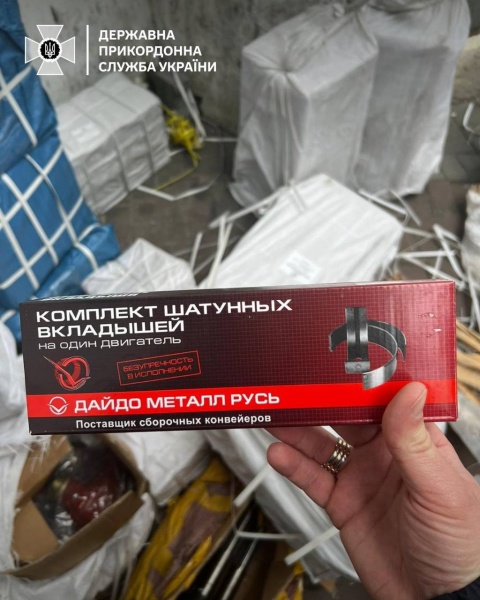 ДЕРЖАВНА
ПРИКОРДОННА
СЛУЖБА УКРАЇНИ
КОМПЛЕКТ ШАТУННЫХ
ВКЛАДЫШЕЙ
на один двигатель
БЕЗУПРЕЧНОСТЬ
В ИСПОЛНЕНИИ
ДАЙДО МЕТАЛЛ РУСЬ
Поставщик сборочных конвейеров